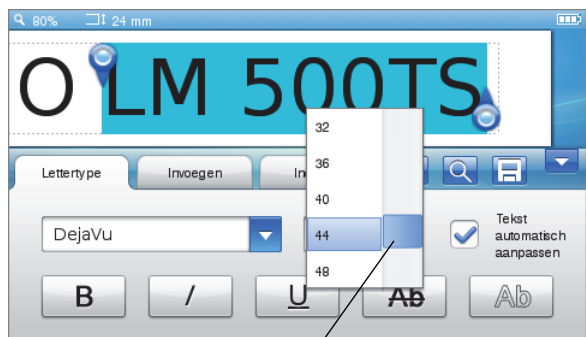 80% 24 mm
O LM 500TS
Lettertype Invoegen In
32
36
40
44
48
DejaVu
Tekst
automatisch
aanpassen
B I U Ab Ab